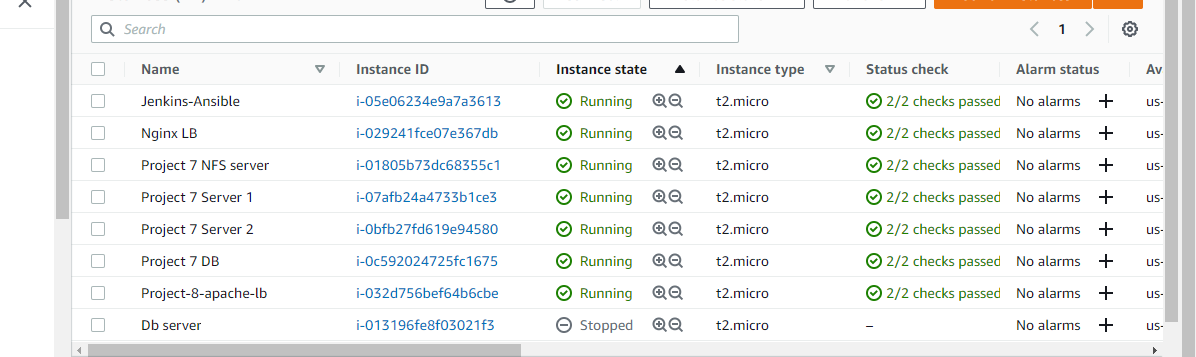 Search
1
Name Instance ID Instance state Instance type Status check Alarm status Av
Jenkins-Ansible i-05e06234e9a7a3613 Running t2.micro 2/2 checks passed No alarms + us-
Nginx LB i-029241fce07e367db Running t2.micro 2/2 checks passed No alarms + us-
Project 7 NFS server i-01805b73dc68355c1 Running t2.micro 2/2 checks passed No alarms + us-
Project 7 Server 1 i-07afb24a4733b1ce3 Running t2.micro 2/2 checks passed No alarms + us-
Project 7 Server 2 i-0bfb27fd619e94580 Running t2.micro 2/2 checks passed No alarms + us-
Project 7 DB i-0c592024725fc1675 Running t2.micro 2/2 checks passed No alarms + us-
Project-8-apache-lb i-032d756bef64b6cbe Running t2.micro 2/2 checks passed No alarms + us-
Db server i-013196fe8f03021f3 Stopped t2.micro – No alarms + us-